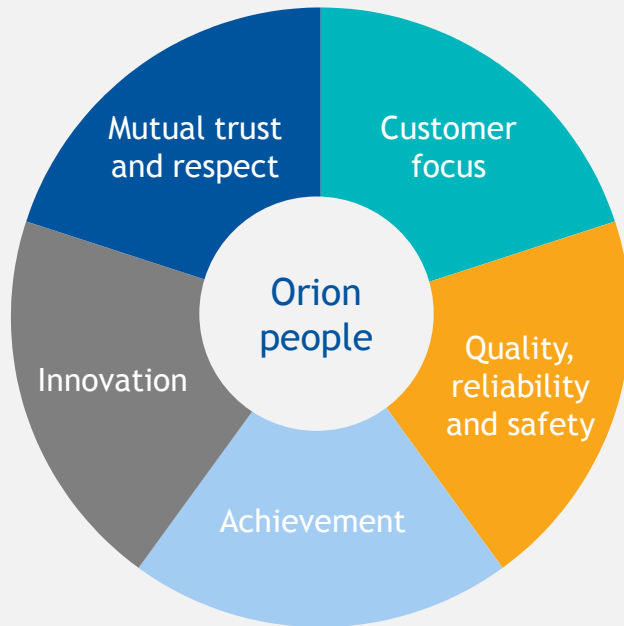 Mutual trust
and respect
Customer
focus
Orion
people
Quality,
reliability
and safety
Innovation
Achievement